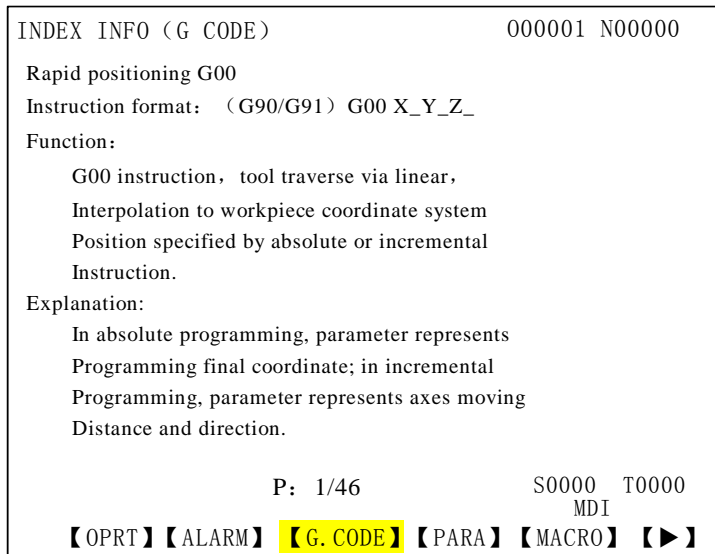 INDEX INFO（G CODE） O00001 N00000
Rapid positioning G00
Instruction format：（G90/G91）G00 X_Y_Z_
Function：
G00 instruction，tool traverse via linear，
Interpolation to workpiece coordinate system
Position specified by absolute or incremental
Instruction.
Explanation:
In absolute programming, parameter represents
Programming final coordinate; in incremental
Programming, parameter represents axes moving
Distance and direction.
P：1/46 S0000 T0000
MDI
【OPRT】【ALARM】【G.CODE】【PARA】【MACRO】【▶】